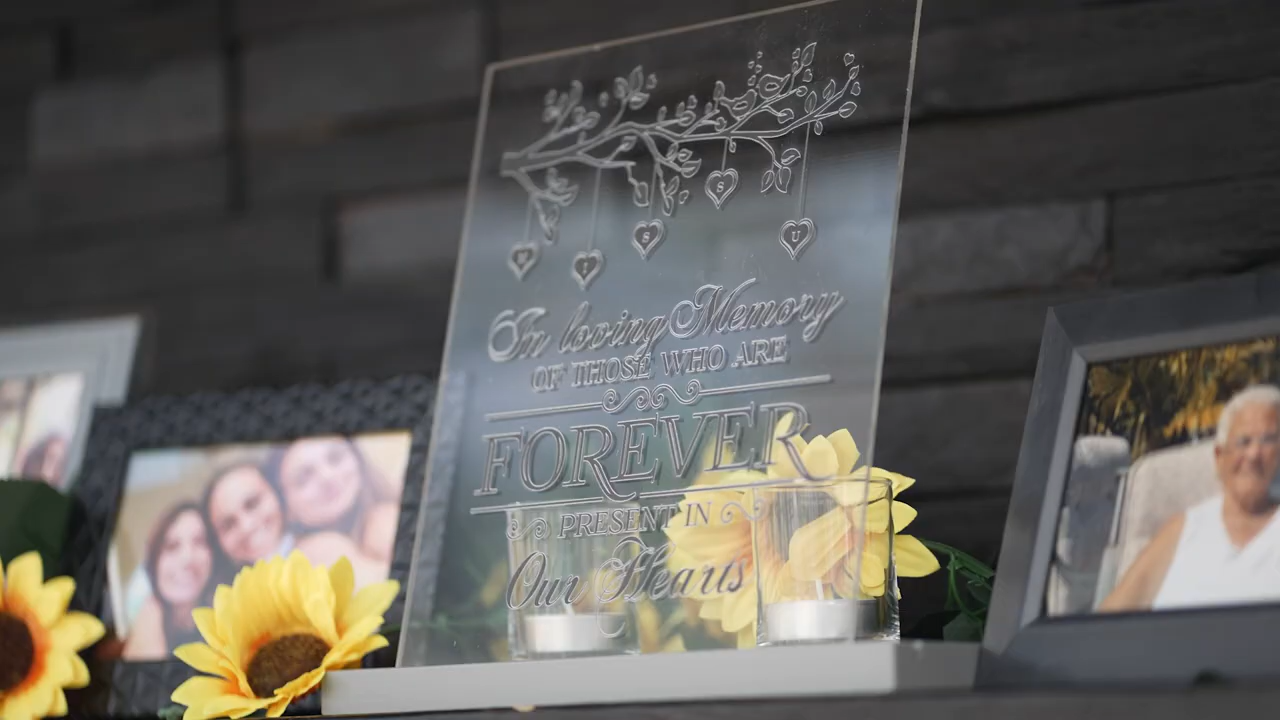 S
U
S
I
In loving Memory
OF THOSE WHO ARE
FOREVER
PRESENT IN
Our Hearts